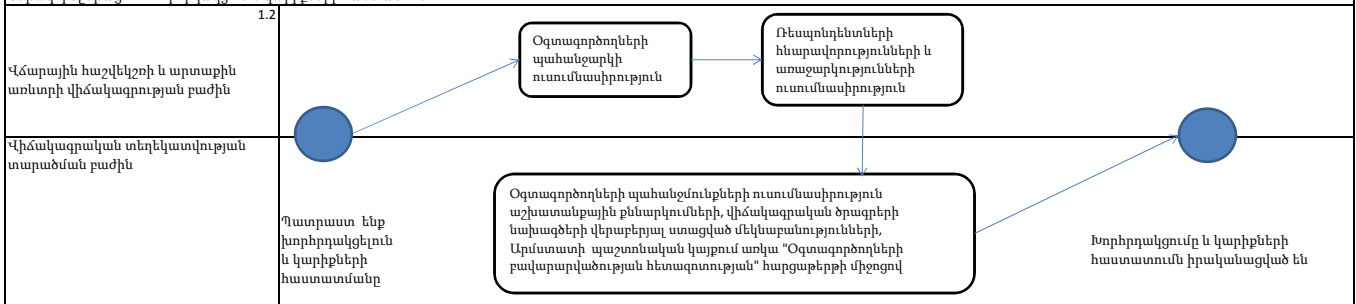 1.2
Օգտագործողների
պահանջարկի
ուսումնասիրություն
Ռեսպոնդենտների
հնարավորությունների և
առաջարկությունների
ուսումնասիրություն
Վճարային հաշվեկշռի և արտաքին
առևտրի վիճակագրության բաժին
Վիճակագրական տեղեկատվության
տարածման բաժին
Պատրաստ ենք
խորհրդակցելուն
և կարիքների
հաստատմանը
Օգտագործողների պահանջմունքների ուսումնասիրություն
աշխատանքային քննարկումների, վիճակագրական ծրագրերի
նախագծերի վերաբերյալ ստացված մեկնաբանությունների,
Արմստատի պաշտոնական կայքում առկա "Օգտագործողների
բավարարվածության հետազոտության" հարցաթերթի միջոցով
Խորհրդակցումը և կարիքների
հաստատումն իրականացված են